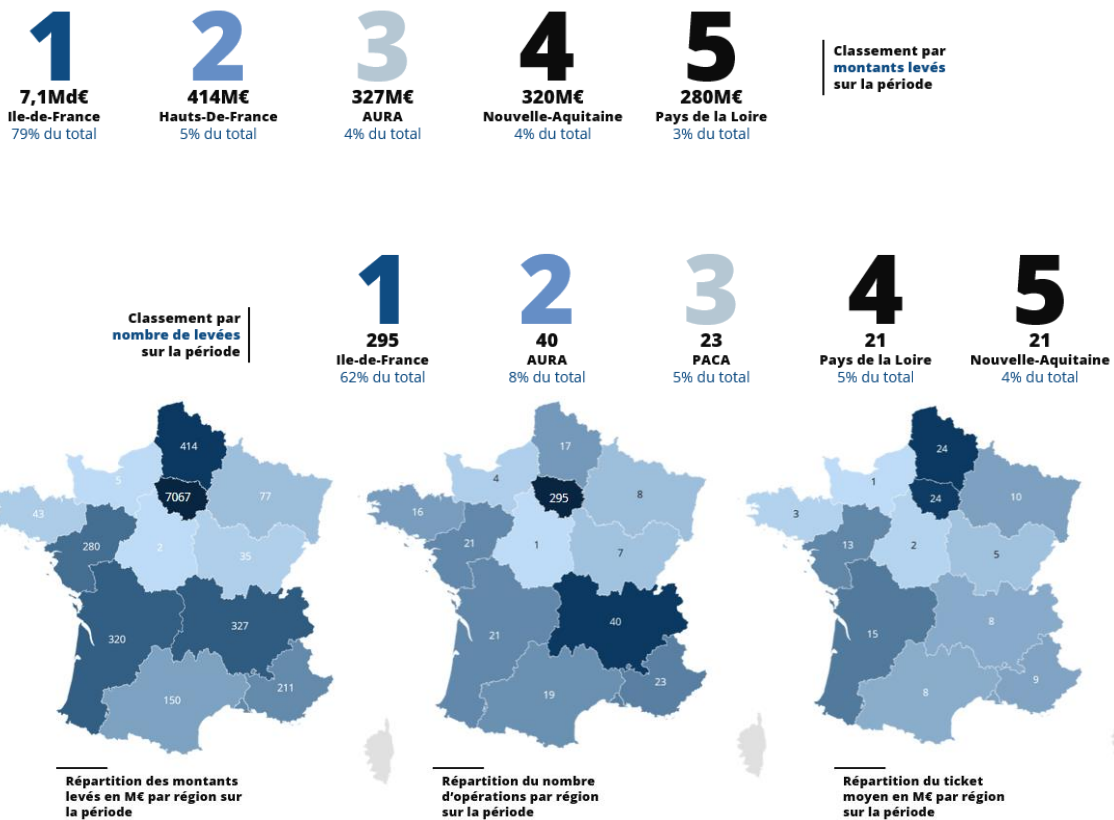 1
2
3
4
5
7,1Md€
414M€
327M€
320M€
280M€
Ile-de-France
Hauts-De-France
AURA
Nouvelle-Aquitaine
Pays de la Loire
79% du total
5% du total
4% du total
4% du total
3% du total
Classement par
montants levés
sur la période
Classement par
nombre de levées
sur la période
1
2
3
4
5
295
40
23
21
21
Ile-de-France
AURA
PACA
Pays de la Loire
Nouvelle-Aquitaine
62% du total
8% du total
5% du total
5% du total
4% du total
414
5
7067
77
43
280
2
35
320
327
150
211
Répartition des montants
levés en M€ par région sur
la période
17
4
295
8
16
21
1
7
21
40
19
23
Répartition du nombre
d'opérations par région
sur la période
24
1
24
10
3
13
2
5
15
8
8
9
Répartition du ticket
moyen en M€ par région
sur la période